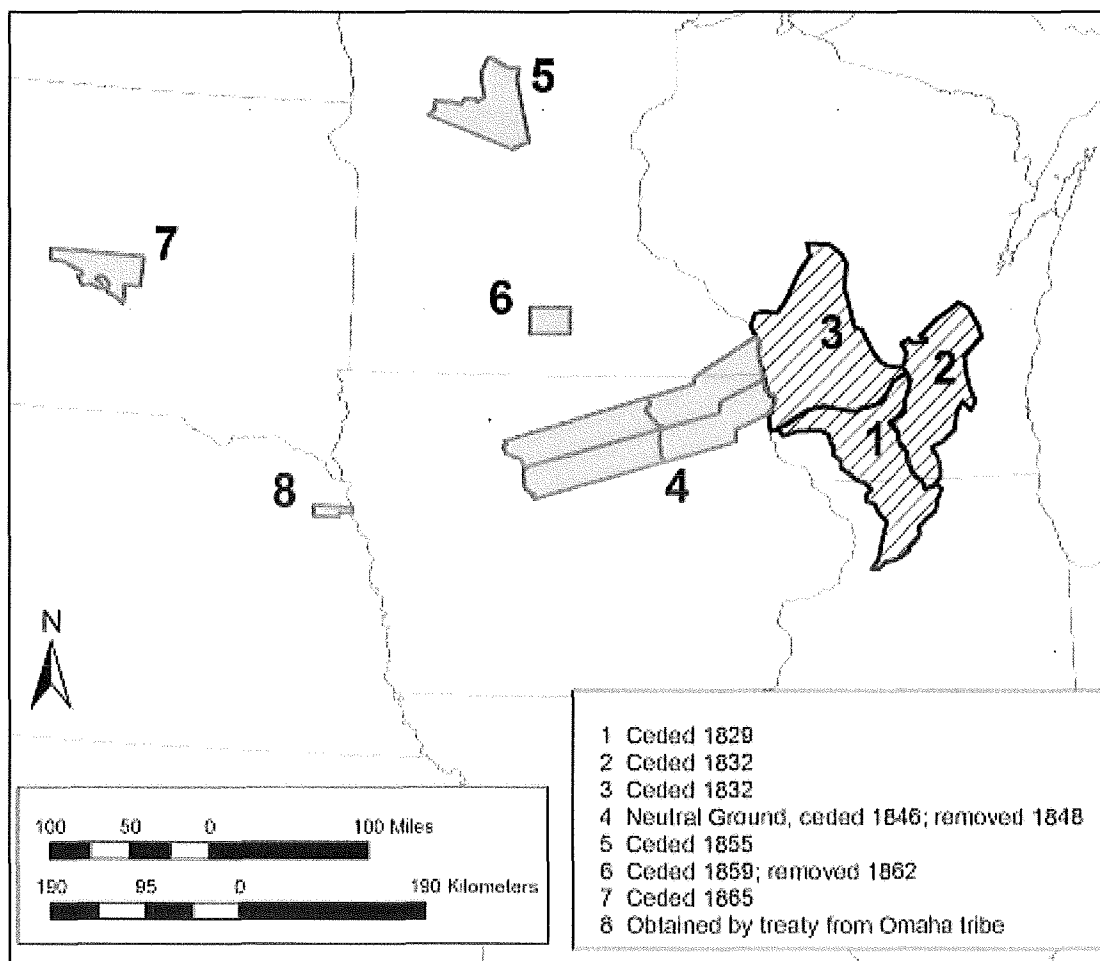 5
7
6
3
2
1
4
8
N
1 Ceded 1829
2 Ceded 1832
3 Ceded 1832
4 Neutral Ground, ceded 1846; removed 1848
5 Ceded 1855
6 Ceded 1859; removed 1862
7 Ceded 1865
8 Obtained by treaty from Omaha tribe
100 50 0 100 Miles
190 95 0 190 Kilometers